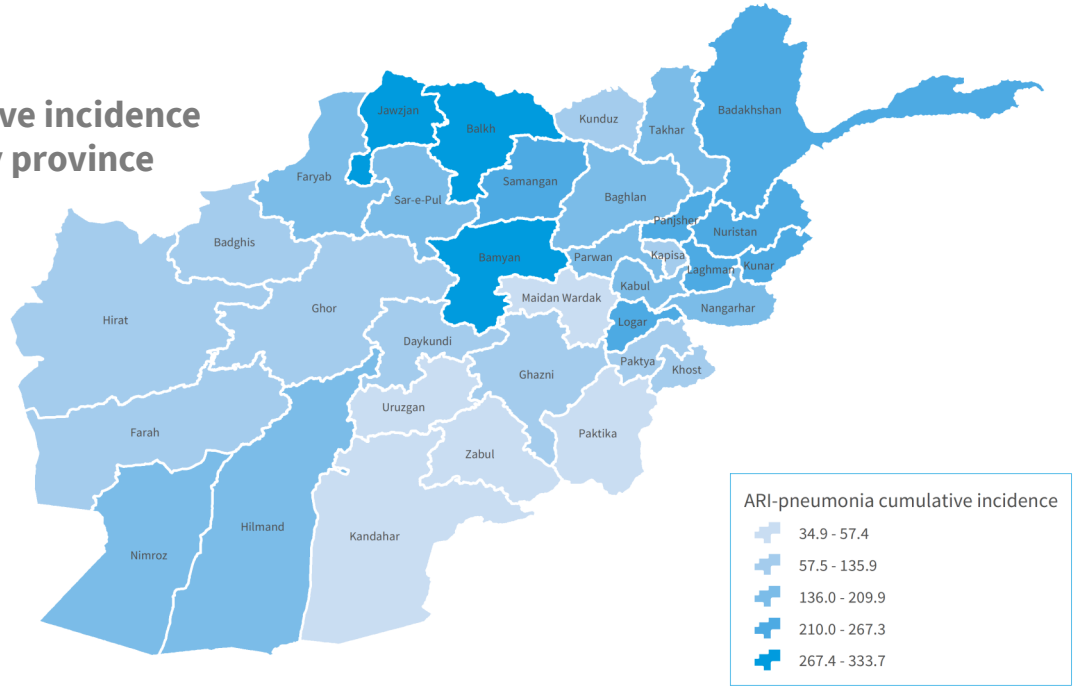 ve incidence
province
Jawzjan
Balkh
Kunduz
Takhar
Badakhshan
Faryab
Samangan
Sar-e-Pul
Baghlan
Panjsher
Nuristan
Badghis
Bamyan
Parwan
Kapisa
Laghman
Kunar
Kabul
Maidan Wardak
Nangarhar
Ghor
Hirat
Logar
Daykundi
Paktya
Khost
Ghazni
Uruzgan
Farah
Paktika
Zabul
Hilmand
Kandahar
Nimroz
ARI-pneumonia cumulative incidence
34.9 - 57.4
57.5 - 135.9
136.0 - 209.9
210.0 - 267.3
267.4 - 333.7